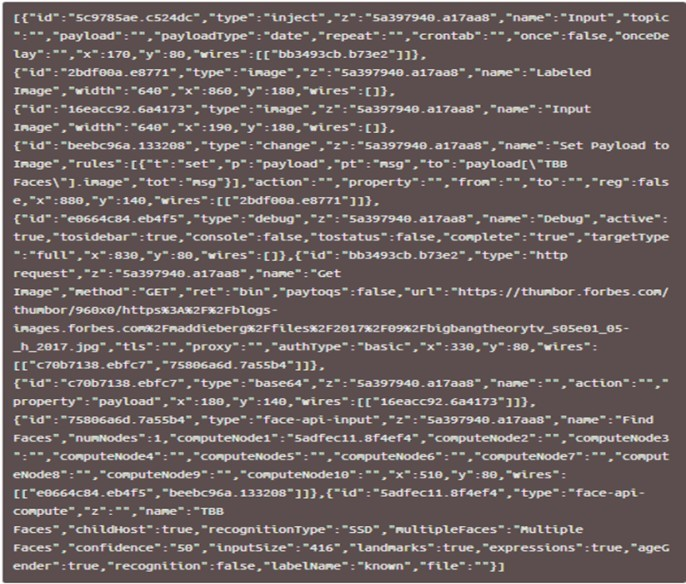 [{"id":"5c9785ae.c524dc","type":"inject","z":"5a397940.a17aa8","name":"Input","topic
":"","payload":"","payloadType":"date","repeat":"","crontab":"","once":false,"onceDe
lay":"","x":170,"y":80,"wires":[["bb3493cb.b73e2"]]},
{"id":"2bdf00a.e8771","type":"image","z":"5a397940.a17aa8","name":"Labeled
Image","width":"640","x":860,"y":180,"wires":[]},
{"id":"16eacc92.6a4173","type":"image","z":"5a397940.a17aa8","name":"Input
Image","width":"640","x":190,"y":180,"wires":[]},
{"id":"beebc96a.133208","type":"change","z":"5a397940.a17aa8","name":"Set Payload to
Image","rules":[{"t":"set","p":"payload","pt":"msg","to":"payload[\"TBB
Faces\"].image","tot":"msg"}],"action":"","property":"","from":"","to":"","reg":fals
e,"x":880,"y":140,"wires":[["2bdf00a.e8771"]]},
{"id":"e0664c84.eb4f5","type":"debug","z":"5a397940.a17aa8","name":"Debug","active":
true,"tosidebar":true,"console":false,"tostatus":false,"complete":"true","targetType
":"full","x":830,"y":80,"wires":[]},{"id":"bb3493cb.b73e2","type":"http
request","z":"5a397940.a17aa8","name":"Get
Image","method":"GET","ret":"bin","paytoqs":false,"url":"https://thumbor.forbes.com/
thumbor/960x0/https%3A%2F%2Fblogs-
images.forbes.com%2Fmaddieberg%2Ffiles%2F2017%2F09%2Fbigbangtheorytv_s05e01_05-
_h_2017.jpg","tls":"","proxy":"","authType":"basic","x":330,"y":80,"wires":
[["c70b7138.ebfc7","75806a6d.7a55b4"]]},
{"id":"c70b7138.ebfc7","type":"base64","z":"5a397940.a17aa8","name":"","action":"","
property":"payload","x":180,"y":140,"wires":[["16eacc92.6a4173"]]},
{"id":"75806a6d.7a55b4","type":"face-api-input","z":"5a397940.a17aa8","name":"Find
Faces","numNodes":1,"computeNode1":"5adfec11.8f4ef4","computeNode2":"","computeNode3
":"","computeNode4":"","computeNode5":"","computeNode6":"","computeNode7":"","comput
eNode8":"","computeNode9":"","computeNode10":"","x":510,"y":80,"wires":
[["e0664c84.eb4f5","beebc96a.133208"]]},{"id":"5adfec11.8f4ef4","type":"face-api-
compute","z":"","name":"TBB
Faces","childHost":true,"recognitionType":"SSD","multipleFaces":"Multiple
Faces","confidence":"50","inputSize":"416","landmarks":true,"expressions":true,"ageG
ender":true,"recognition":false,"labelName":"known","file":""}]